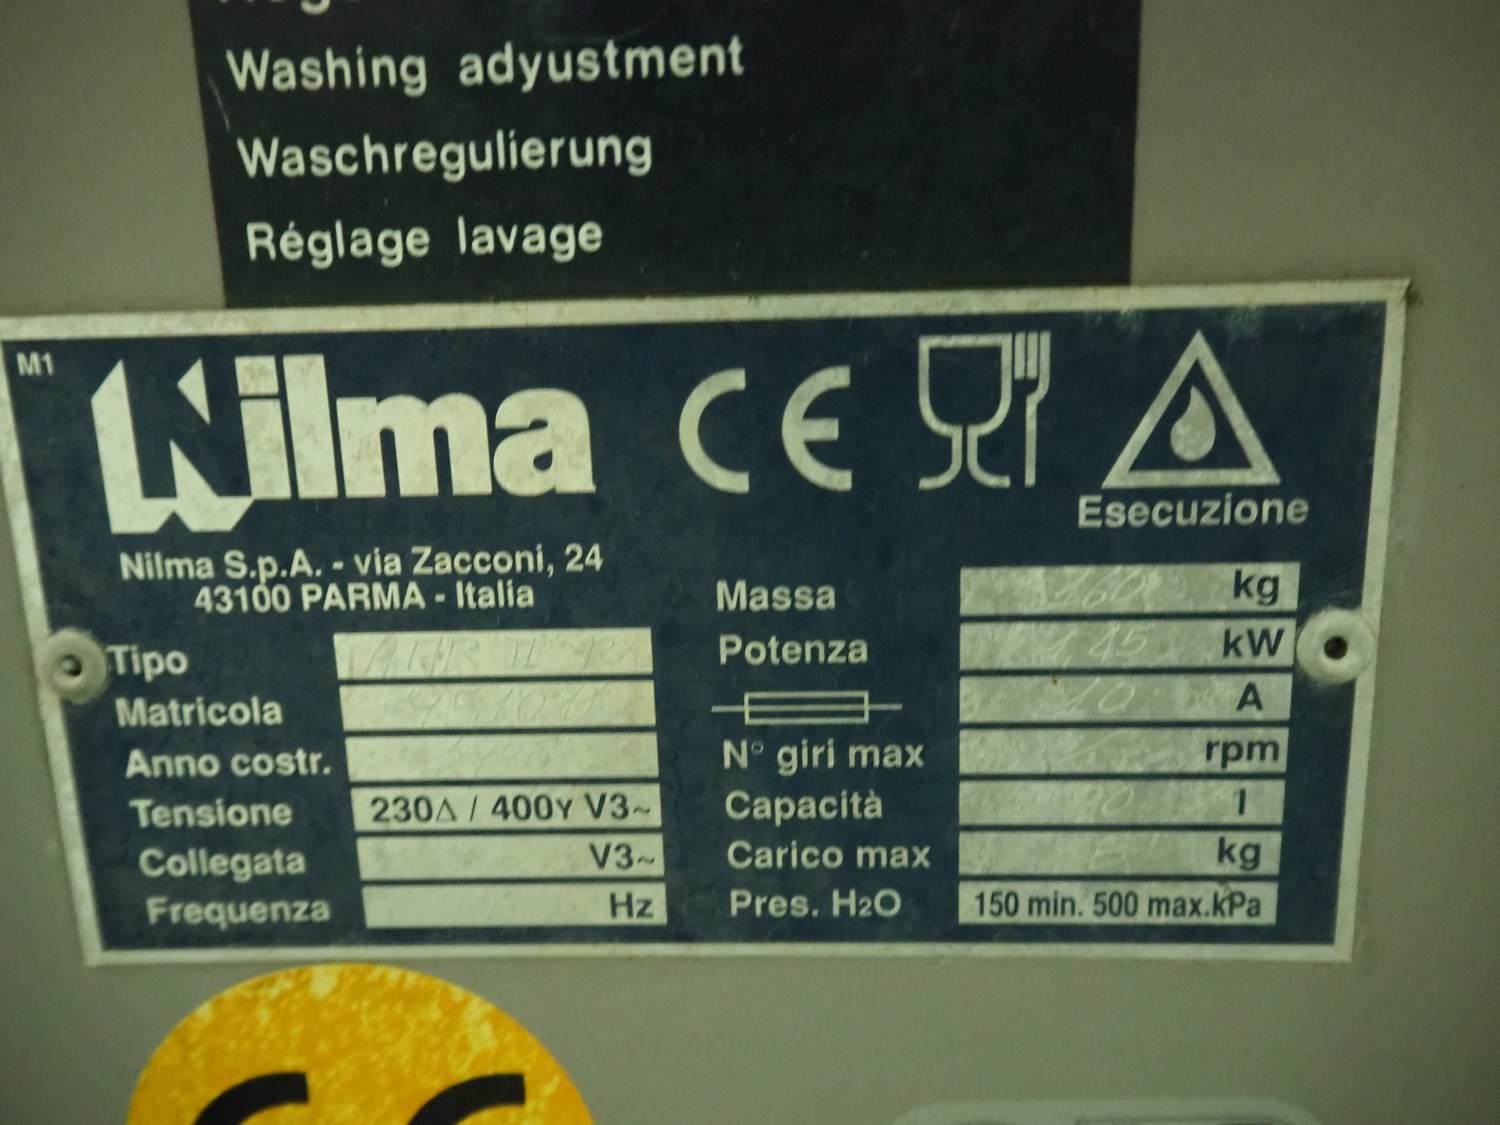 Washing adyustment
Waschregulierung
Réglage lavage
M1
Nilma
CE
Esecuzione
Nilma S.p.A. - via Zacconi, 24
43100 PARMA - Italia
Tipo
Matricola
Anno costr.
Tensione 230Δ / 400Y V3~
Collegata V3~
Frequenza Hz
Massa 160 kg
Potenza kW
A
N° giri max rpm
Capacità l
Carico max kg
Pres. H2O 150 min. 500 max.kPa
CE